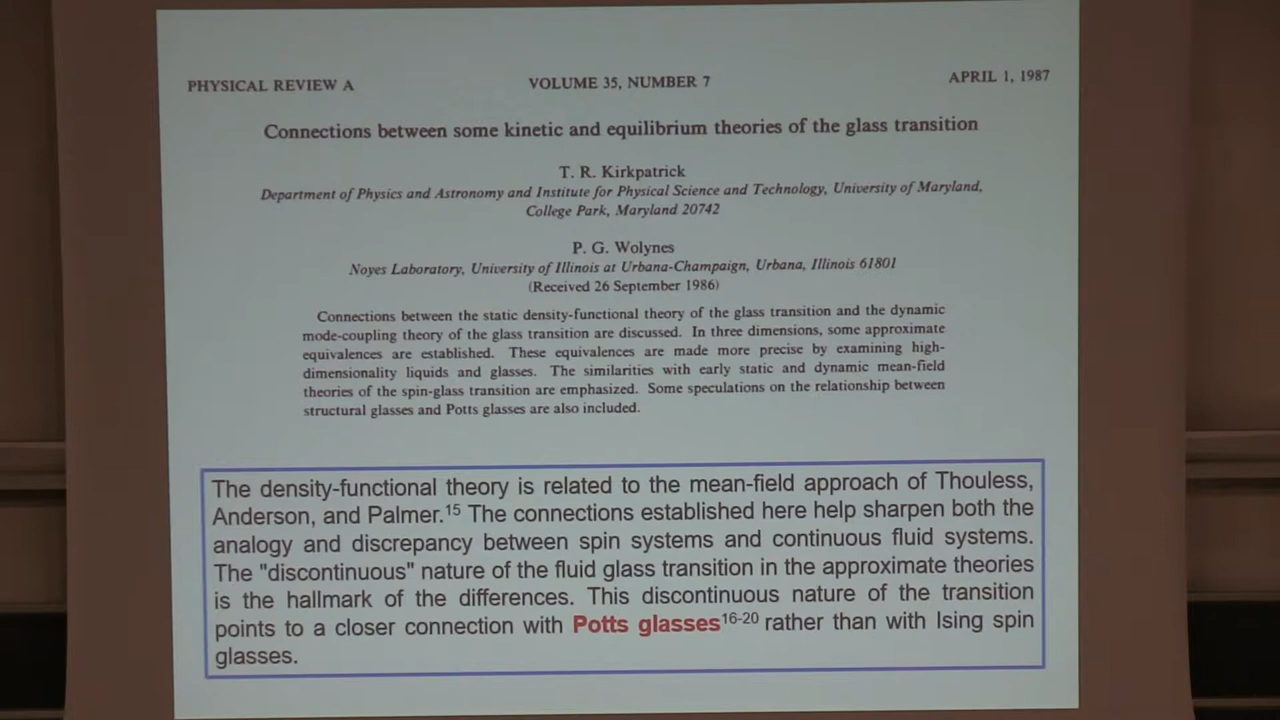 PHYSICAL REVIEW A
VOLUME 35, NUMBER 7
APRIL 1, 1987
Connections between some kinetic and equilibrium theories of the glass transition
T. R. Kirkpatrick
Department of Physics and Astronomy and Institute for Physical Science and Technology, University of Maryland,
College Park, Maryland 20742
P. G. Wolynes
Noyes Laboratory, University of Illinois at Urbana-Champaign, Urbana, Illinois 61801
(Received 26 September 1986)
Connections between the static density-functional theory of the glass transition and the dynamic
mode-coupling theory of the glass transition are discussed. In three dimensions, some approximate
equivalences are established. These equivalences are made more precise by examining high-
dimensionality liquids and glasses. The similarities with early static and dynamic mean-field
theories of the spin-glass transition are emphasized. Some speculations on the relationship between
structural glasses and Potts glasses are also included.
The density-functional theory is related to the mean-field approach of Thouless,
Anderson, and Palmer.15 The connections established here help sharpen both the
analogy and discrepancy between spin systems and continuous fluid systems.
The "discontinuous" nature of the fluid glass transition in the approximate theories
is the hallmark of the differences. This discontinuous nature of the transition
points to a closer connection with Potts glasses16-20 rather than with Ising spin
glasses.